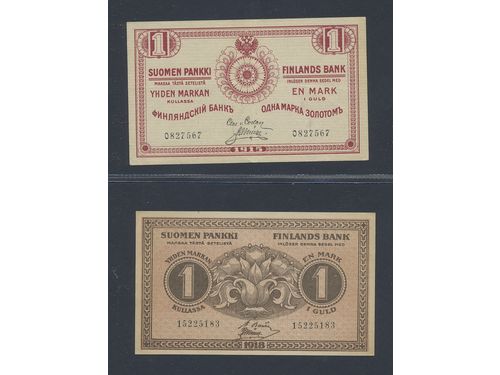 1 1
SUOMEN PANKKI FINLANDS BANK
MAKSAA TÄSTÄ SETELISTÄ INLÖSER DENNA SEDEL MED
YHDEN MARKAN EN MARK
KULLASSA I GULD
ФИНЛЯНДСКІЙ БАНКЪ ОДНА МАРКА ЗОЛОТОМЪ
0827567 0827567
1915
SUOMEN PANKKI FINLANDS BANK
MAKSAA TÄSTÄ SETELISTÄ INLÖSER DENNA SEDEL MED
YHDEN MARKAN EN MARK
1 1
KULLASSA I GULD
15225183 15225183
1918